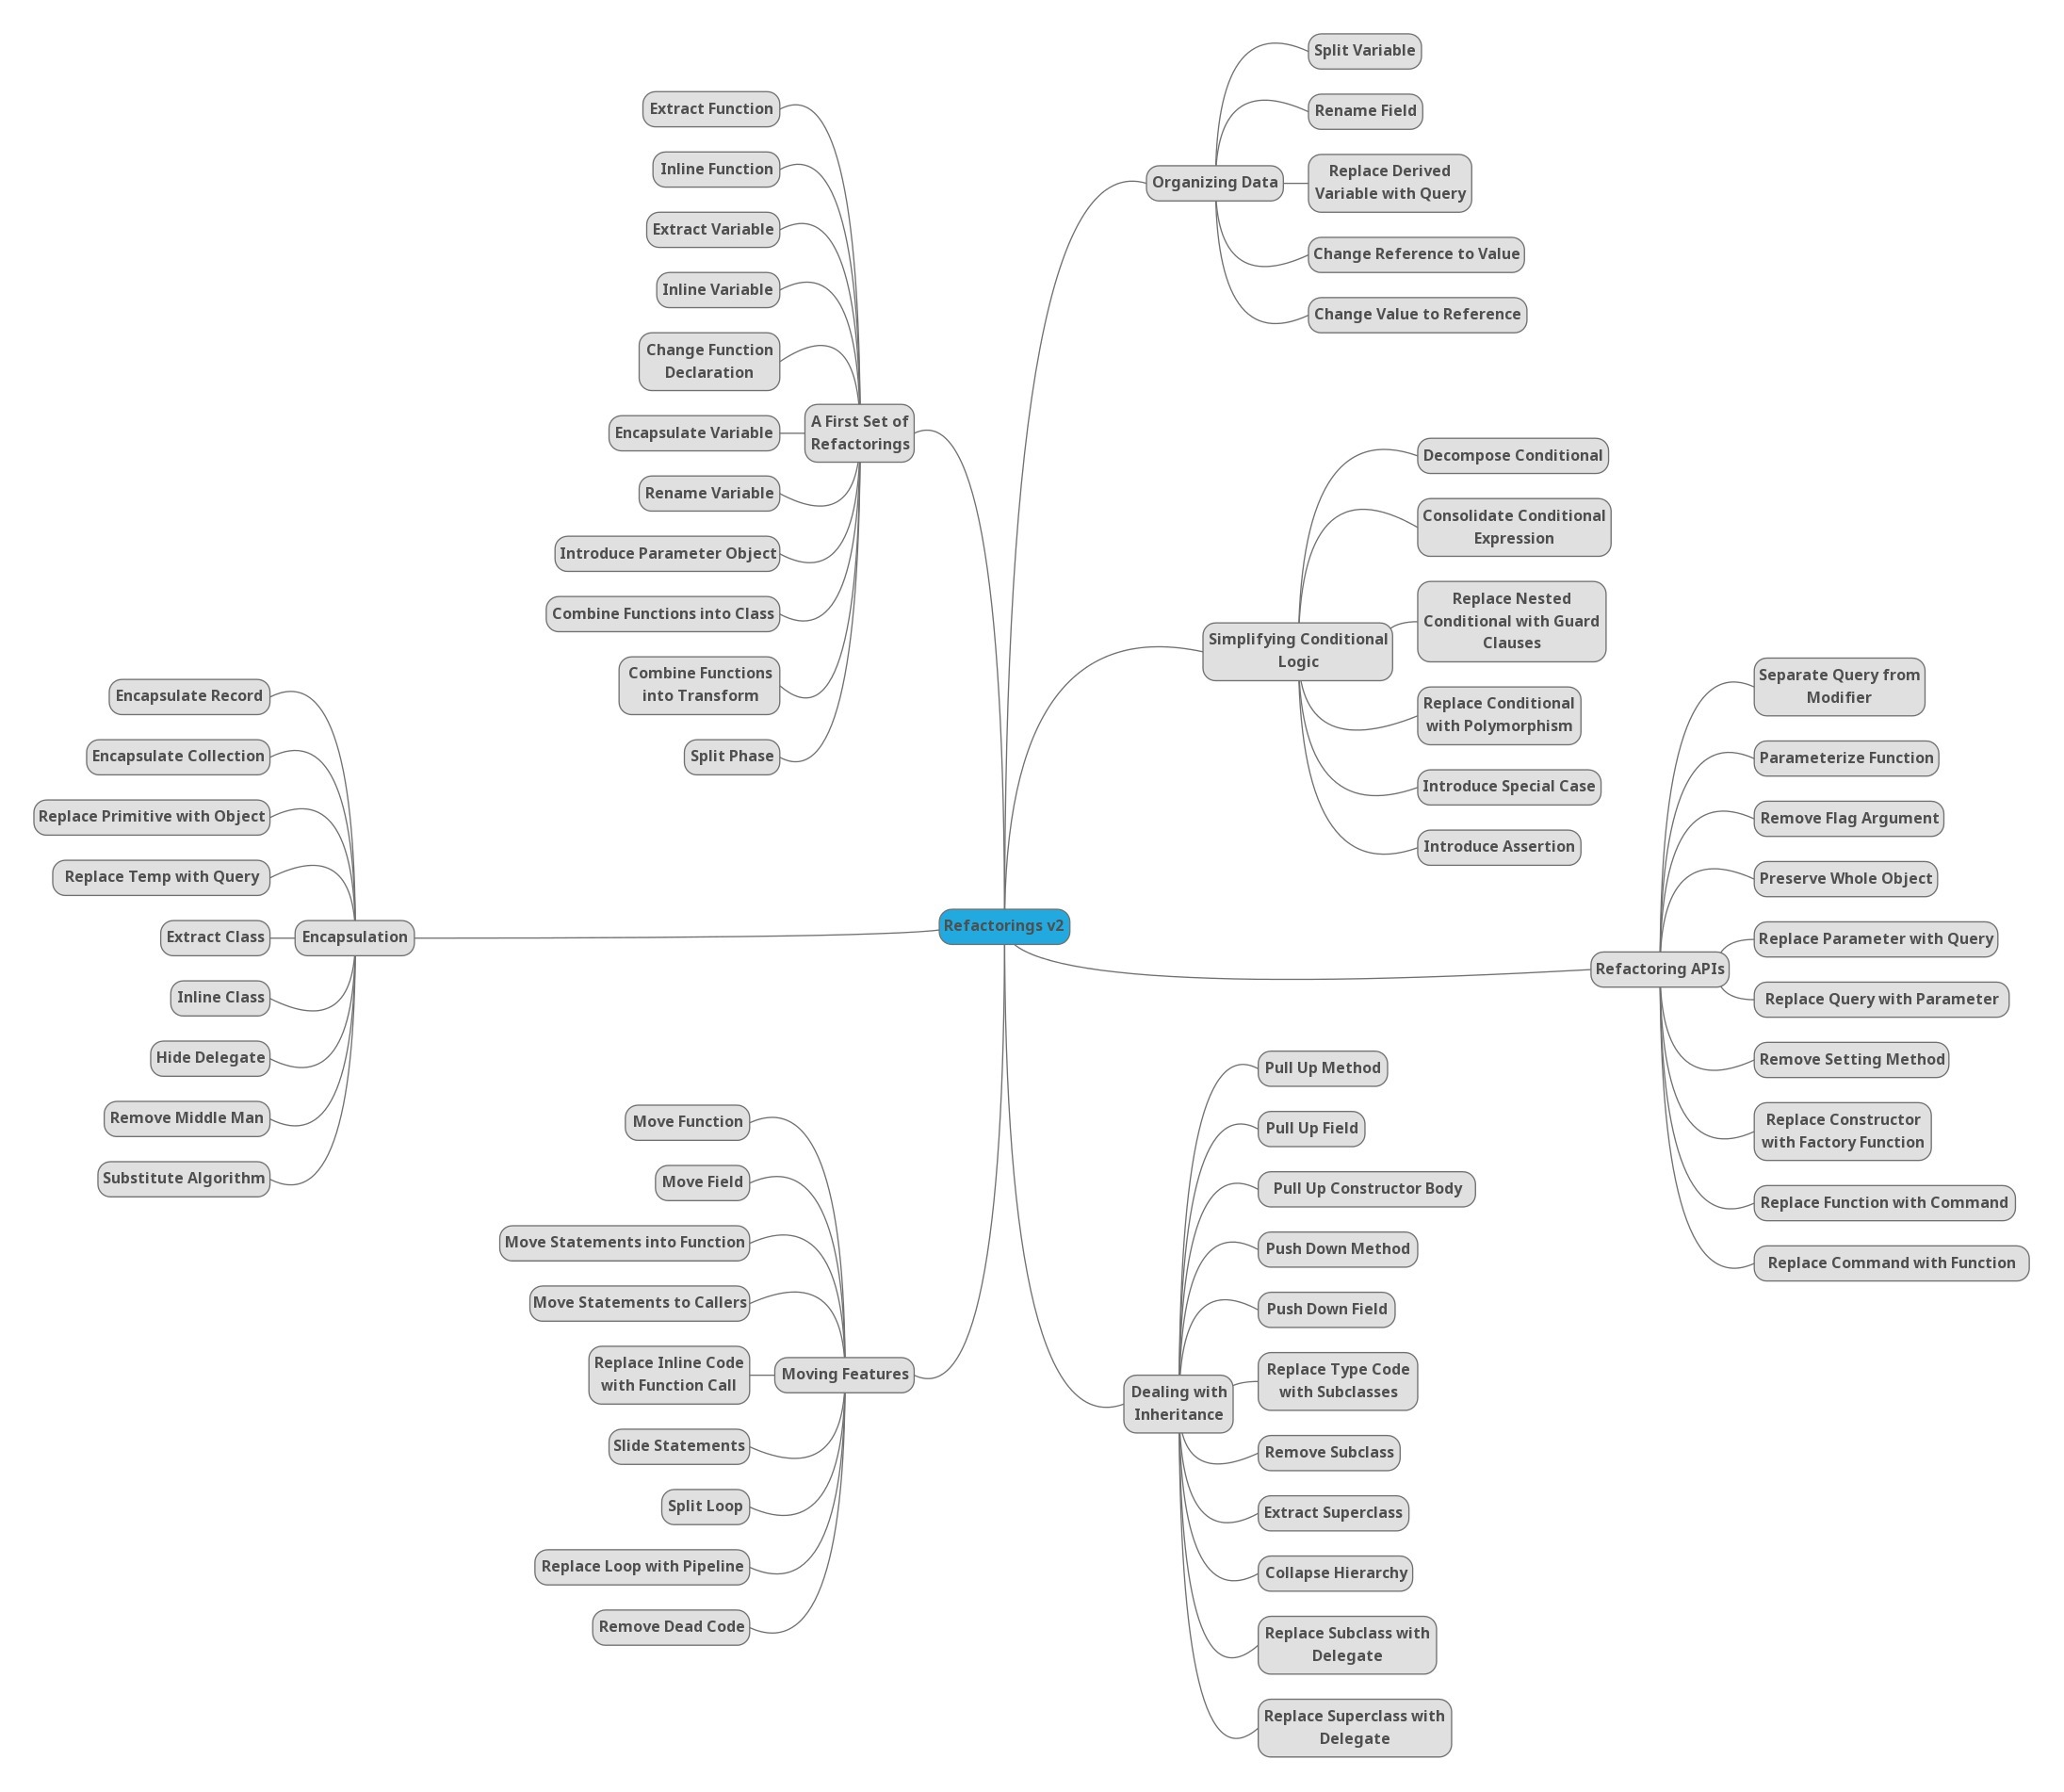 Refactorings v2
A First Set of
Refactorings
Extract Function
Inline Function
Extract Variable
Inline Variable
Change Function
Declaration
Encapsulate Variable
Rename Variable
Introduce Parameter Object
Combine Functions into Class
Combine Functions
into Transform
Split Phase
Encapsulation
Encapsulate Record
Encapsulate Collection
Replace Primitive with Object
Replace Temp with Query
Extract Class
Inline Class
Hide Delegate
Remove Middle Man
Substitute Algorithm
Moving Features
Move Function
Move Field
Move Statements into Function
Move Statements to Callers
Replace Inline Code
with Function Call
Slide Statements
Split Loop
Replace Loop with Pipeline
Remove Dead Code
Organizing Data
Split Variable
Rename Field
Replace Derived
Variable with Query
Change Reference to Value
Change Value to Reference
Simplifying Conditional
Logic
Decompose Conditional
Consolidate Conditional
Expression
Replace Nested
Conditional with Guard
Clauses
Replace Conditional
with Polymorphism
Introduce Special Case
Introduce Assertion
Refactoring APIs
Separate Query from
Modifier
Parameterize Function
Remove Flag Argument
Preserve Whole Object
Replace Parameter with Query
Replace Query with Parameter
Remove Setting Method
Replace Constructor
with Factory Function
Replace Function with Command
Replace Command with Function
Dealing with
Inheritance
Pull Up Method
Pull Up Field
Pull Up Constructor Body
Push Down Method
Push Down Field
Replace Type Code
with Subclasses
Remove Subclass
Extract Superclass
Collapse Hierarchy
Replace Subclass with
Delegate
Replace Superclass with
Delegate